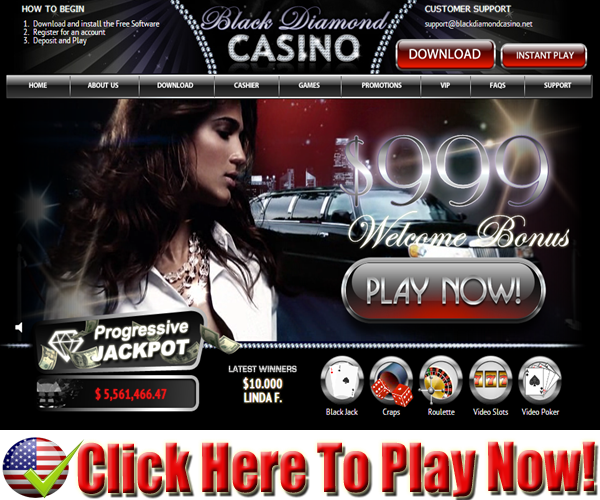 HOW TO BEGIN
1. Download and install the Free Software
2. Register for an account
3. Deposit and Play
Black Diamond
CASINO
CUSTOMER SUPPORT
support@blackdiamondcasino.net
DOWNLOAD
INSTANT PLAY
HOME ABOUT US DOWNLOAD CASHIER GAMES PROMOTIONS VIP FAQS SUPPORT
$999
Welcome Bonus
PLAY NOW!
Progressive
JACKPOT
$ 5,561,466.47
LATEST WINNERS
$10.000
LINDA F.
Black Jack Craps Roulette Video Slots Video Poker
Click Here To Play Now!